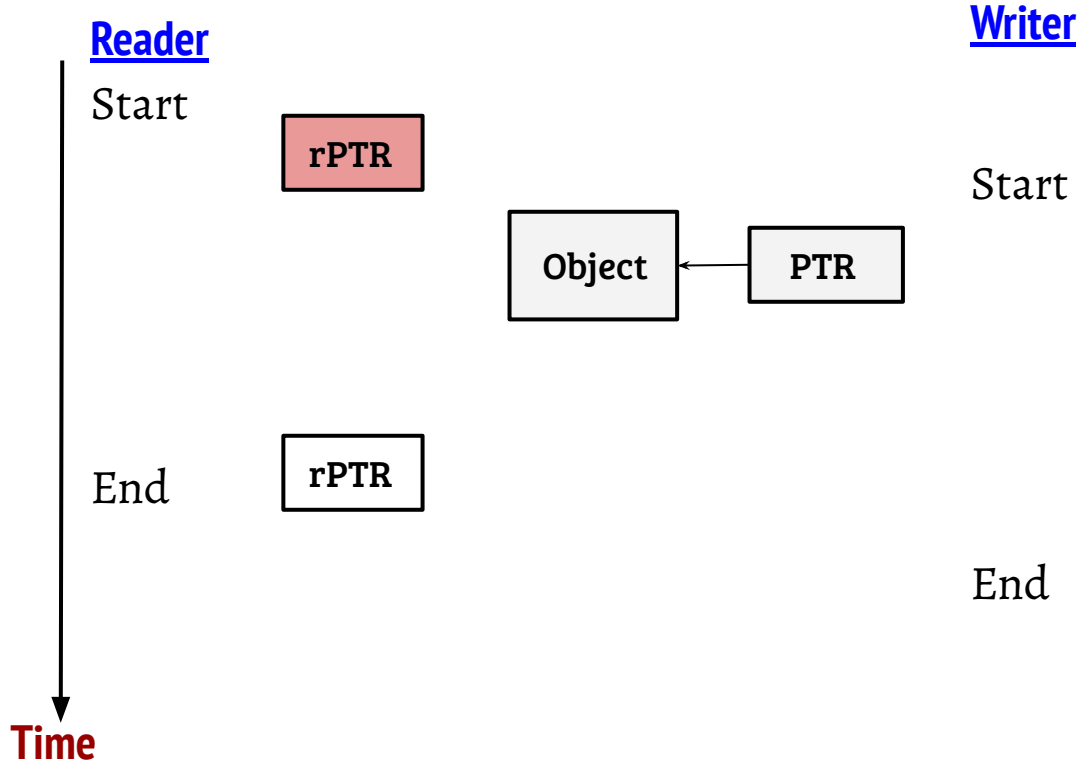 Reader
Writer
Start
rPTR
Start
Object
PTR
rPTR
End
End
Time